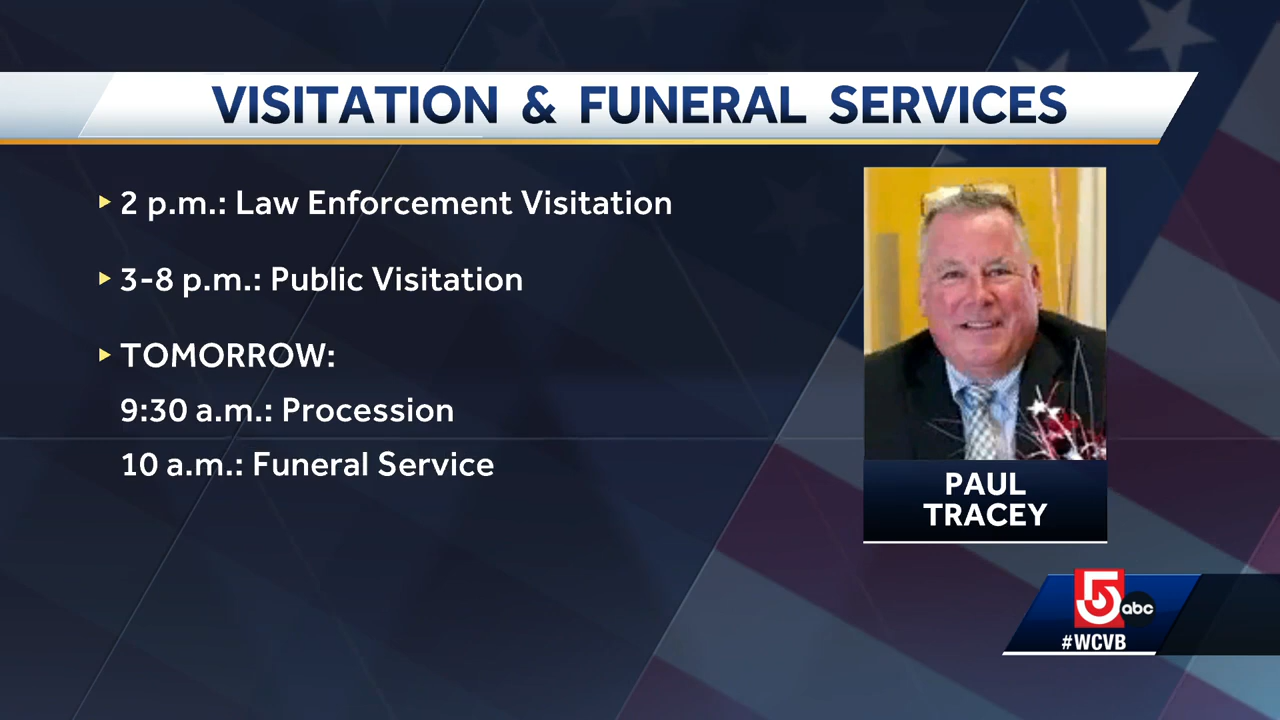 VISITATION & FUNERAL SERVICES
2 p.m.: Law Enforcement Visitation
3-8 p.m.: Public Visitation
TOMORROW:
9:30 a.m.: Procession
10 a.m.: Funeral Service
PAUL
TRACEY
5 abc
#WCVB